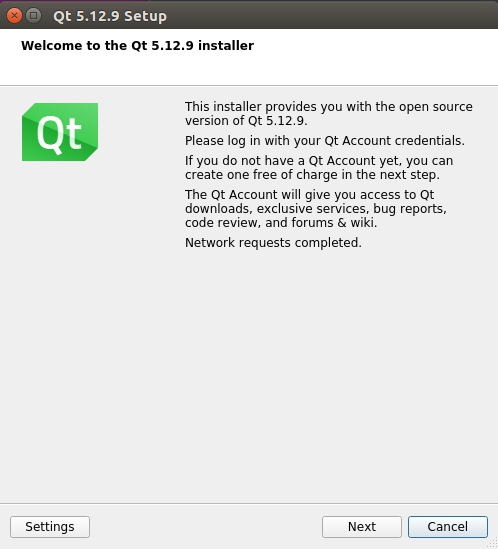 Qt 5.12.9 Setup
Welcome to the Qt 5.12.9 installer
Qt
This installer provides you with the open source
version of Qt 5.12.9.
Please log in with your Qt Account credentials.
If you do not have a Qt Account yet, you can
create one free of charge in the next step.
The Qt Account will give you access to Qt
downloads, exclusive services, bug reports,
code review, and forums & wiki.
Network requests completed.
Settings
Next
Cancel